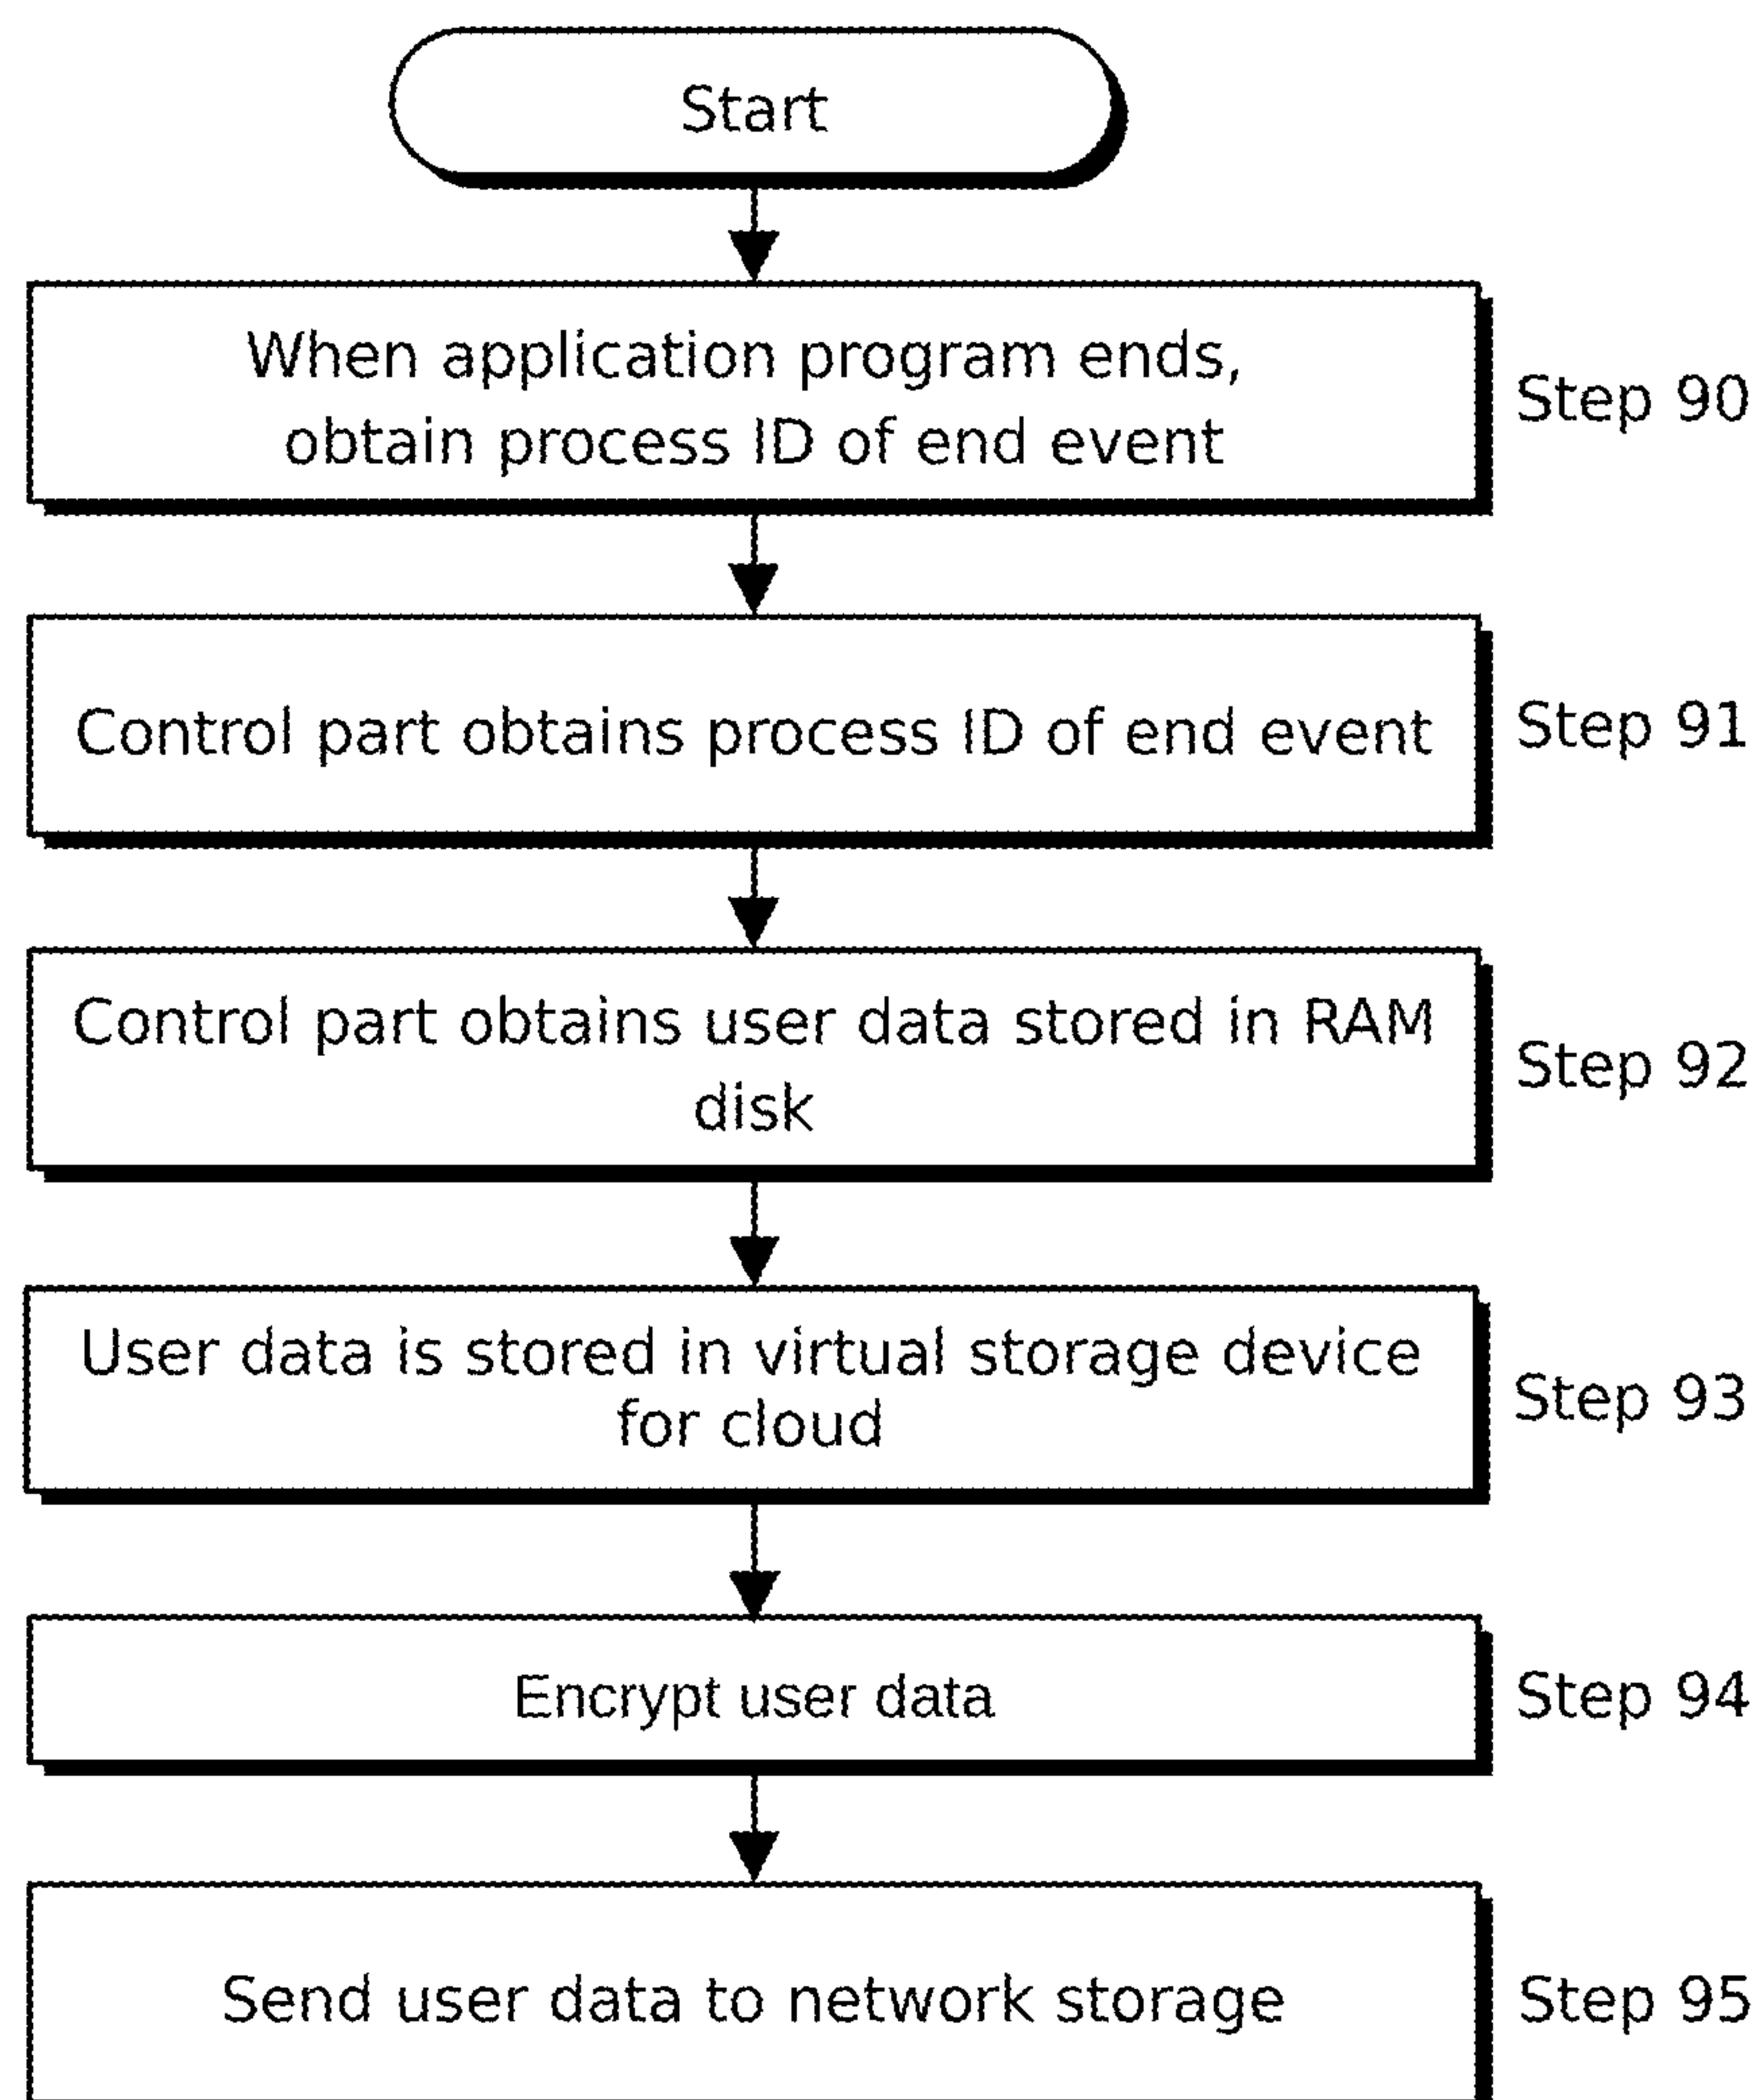 Start
When application program ends,
obtain process ID of end event
Step 90
Control part obtains process ID of end event
Step 91
Control part obtains user data stored in RAM
disk
Step 92
User data is stored in virtual storage device
for cloud
Step 93
Encrypt user data
Step 94
Send user data to network storage
Step 95